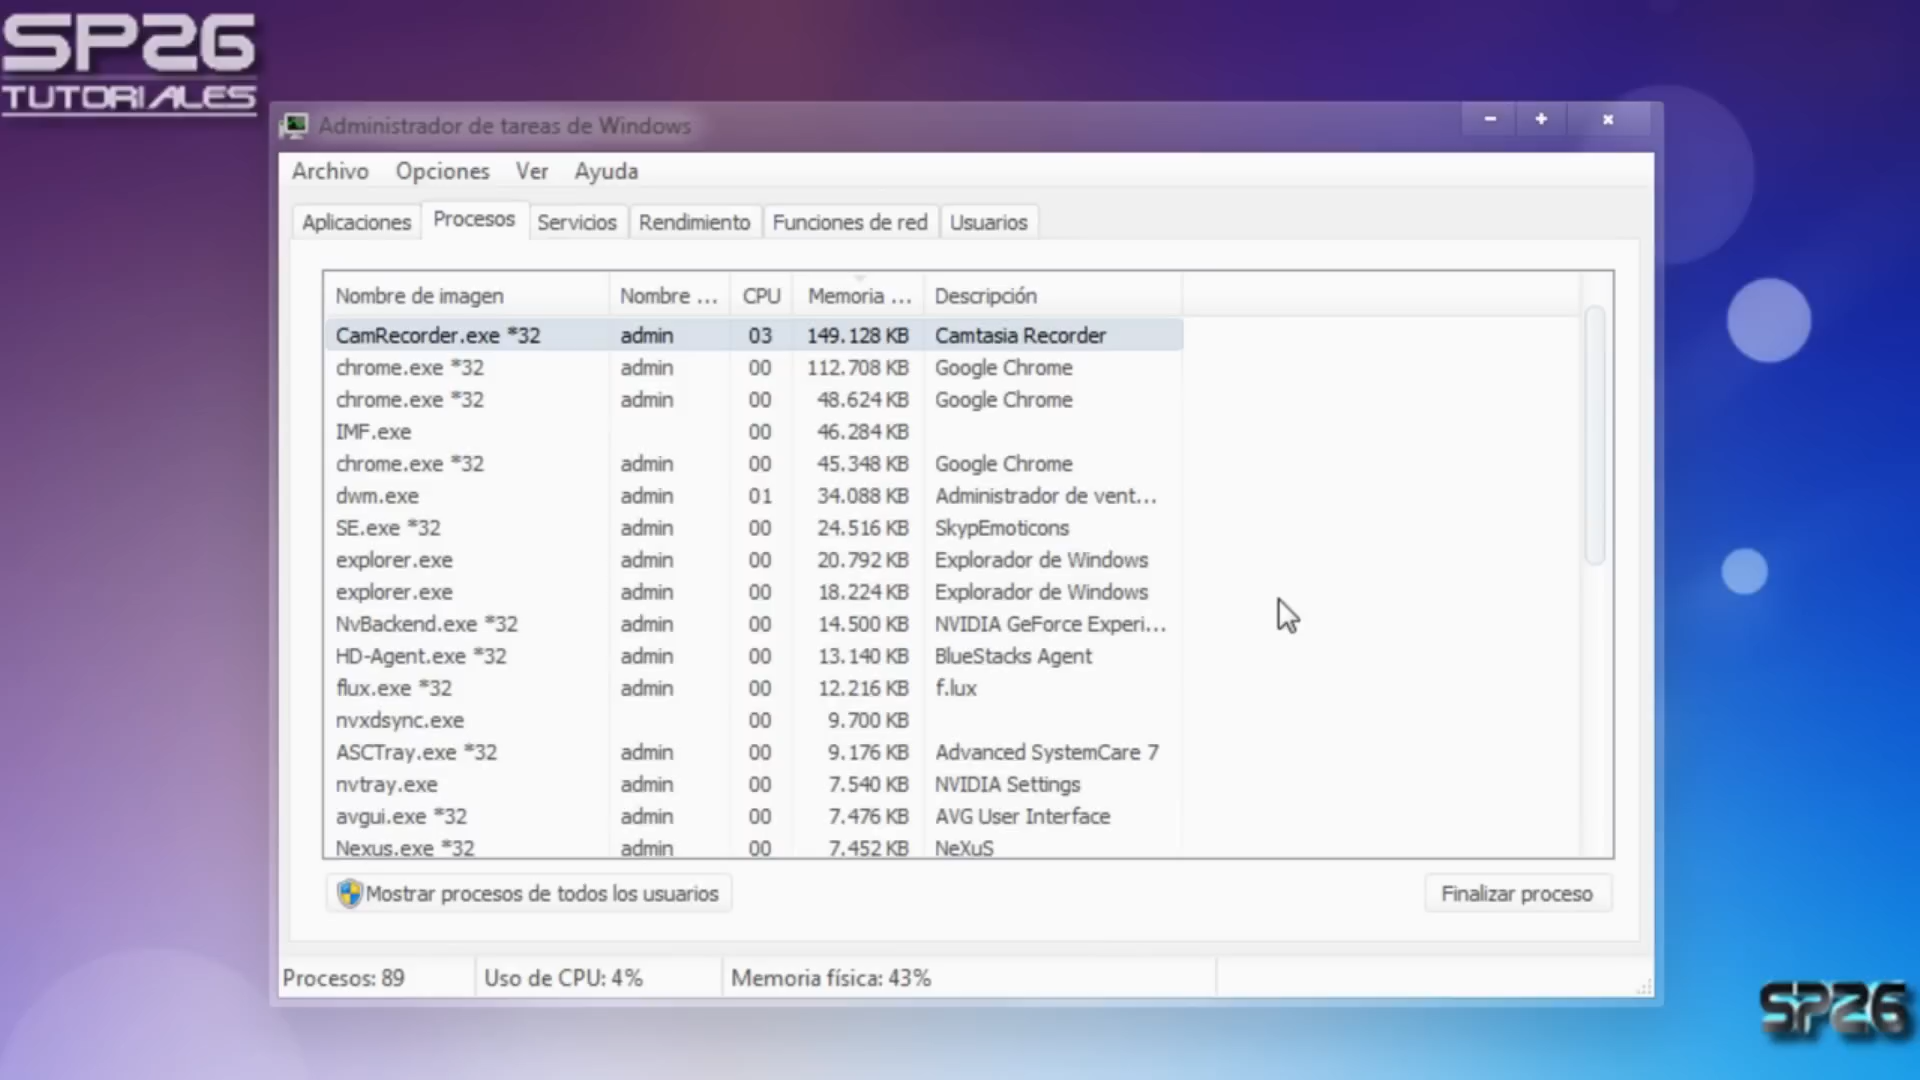 SP26
TUTORIALES
Administrador de tareas de Windows
Archivo Opciones Ver Ayuda
Aplicaciones Procesos Servicios Rendimiento Funciones de red Usuarios
Nombre de imagen Nombre ... CPU Memoria ... Descripción
CamRecorder.exe *32 admin 03 149.128 KB Camtasia Recorder
chrome.exe *32 admin 00 112.708 KB Google Chrome
chrome.exe *32 admin 00 48.624 KB Google Chrome
IMF.exe 00 46.284 KB
chrome.exe *32 admin 00 45.348 KB Google Chrome
dwm.exe admin 01 34.088 KB Administrador de vent...
SE.exe *32 admin 00 24.516 KB SkypEmoticons
explorer.exe admin 00 20.792 KB Explorador de Windows
explorer.exe admin 00 18.224 KB Explorador de Windows
NvBackend.exe *32 admin 00 14.500 KB NVIDIA GeForce Experi...
HD-Agent.exe *32 admin 00 13.140 KB BlueStacks Agent
flux.exe *32 admin 00 12.216 KB f.lux
nvxdsync.exe 00 9.700 KB
ASCTray.exe *32 admin 00 9.176 KB Advanced SystemCare 7
nvtray.exe admin 00 7.540 KB NVIDIA Settings
avgui.exe *32 admin 00 7.476 KB AVG User Interface
Nexus.exe *32 admin 00 7.452 KB NeXuS
Mostrar procesos de todos los usuarios Finalizar proceso
Procesos: 89 Uso de CPU: 4% Memoria física: 43%
SP26